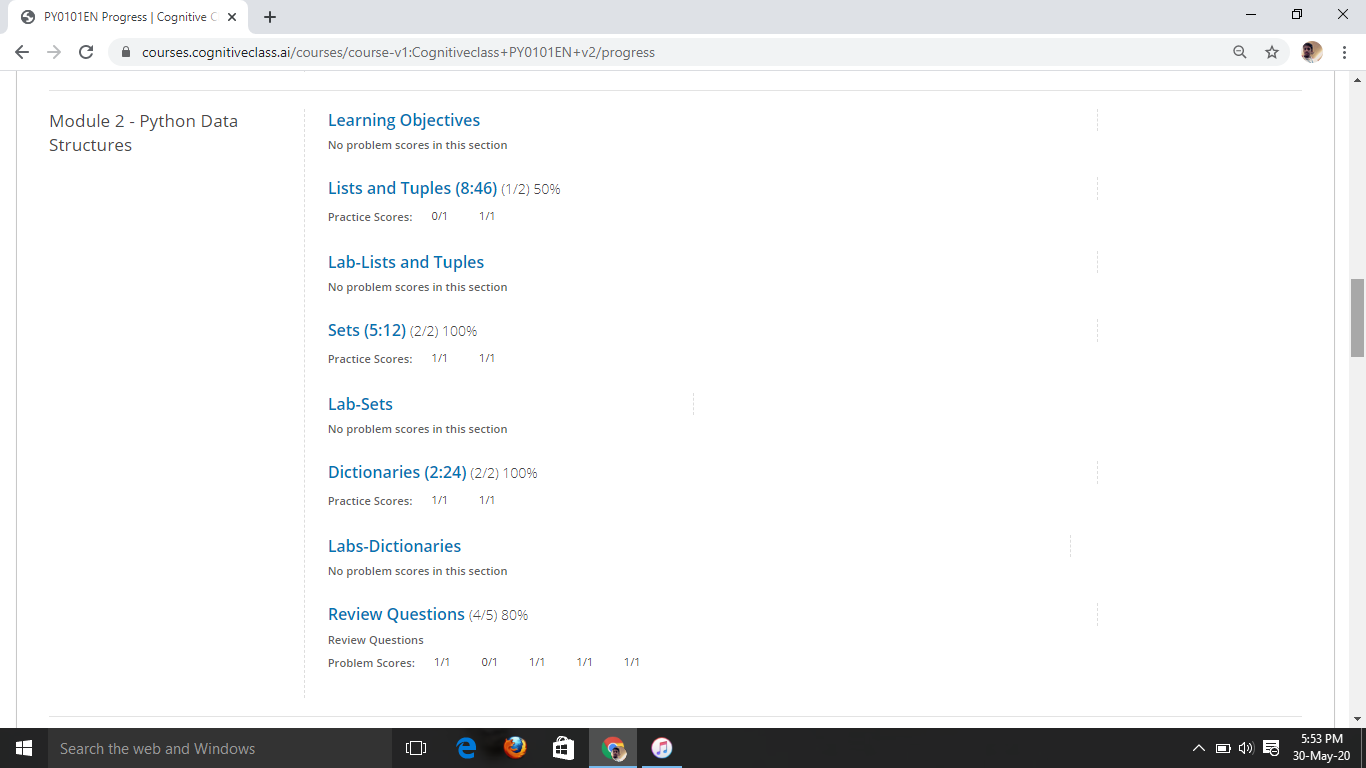 PY0101EN Progress | Cognitive C
courses.cognitiveclass.ai/courses/course-v1:Cognitiveclass+PY0101EN+v2/progress
Module 2 - Python Data
Structures
Learning Objectives
No problem scores in this section
Lists and Tuples (8:46) (1/2) 50%
Practice Scores: 0/1 1/1
Lab-Lists and Tuples
No problem scores in this section
Sets (5:12) (2/2) 100%
Practice Scores: 1/1 1/1
Lab-Sets
No problem scores in this section
Dictionaries (2:24) (2/2) 100%
Practice Scores: 1/1 1/1
Labs-Dictionaries
No problem scores in this section
Review Questions (4/5) 80%
Review Questions
Problem Scores: 1/1 0/1 1/1 1/1 1/1
Search the web and Windows
5:53 PM
30-May-20